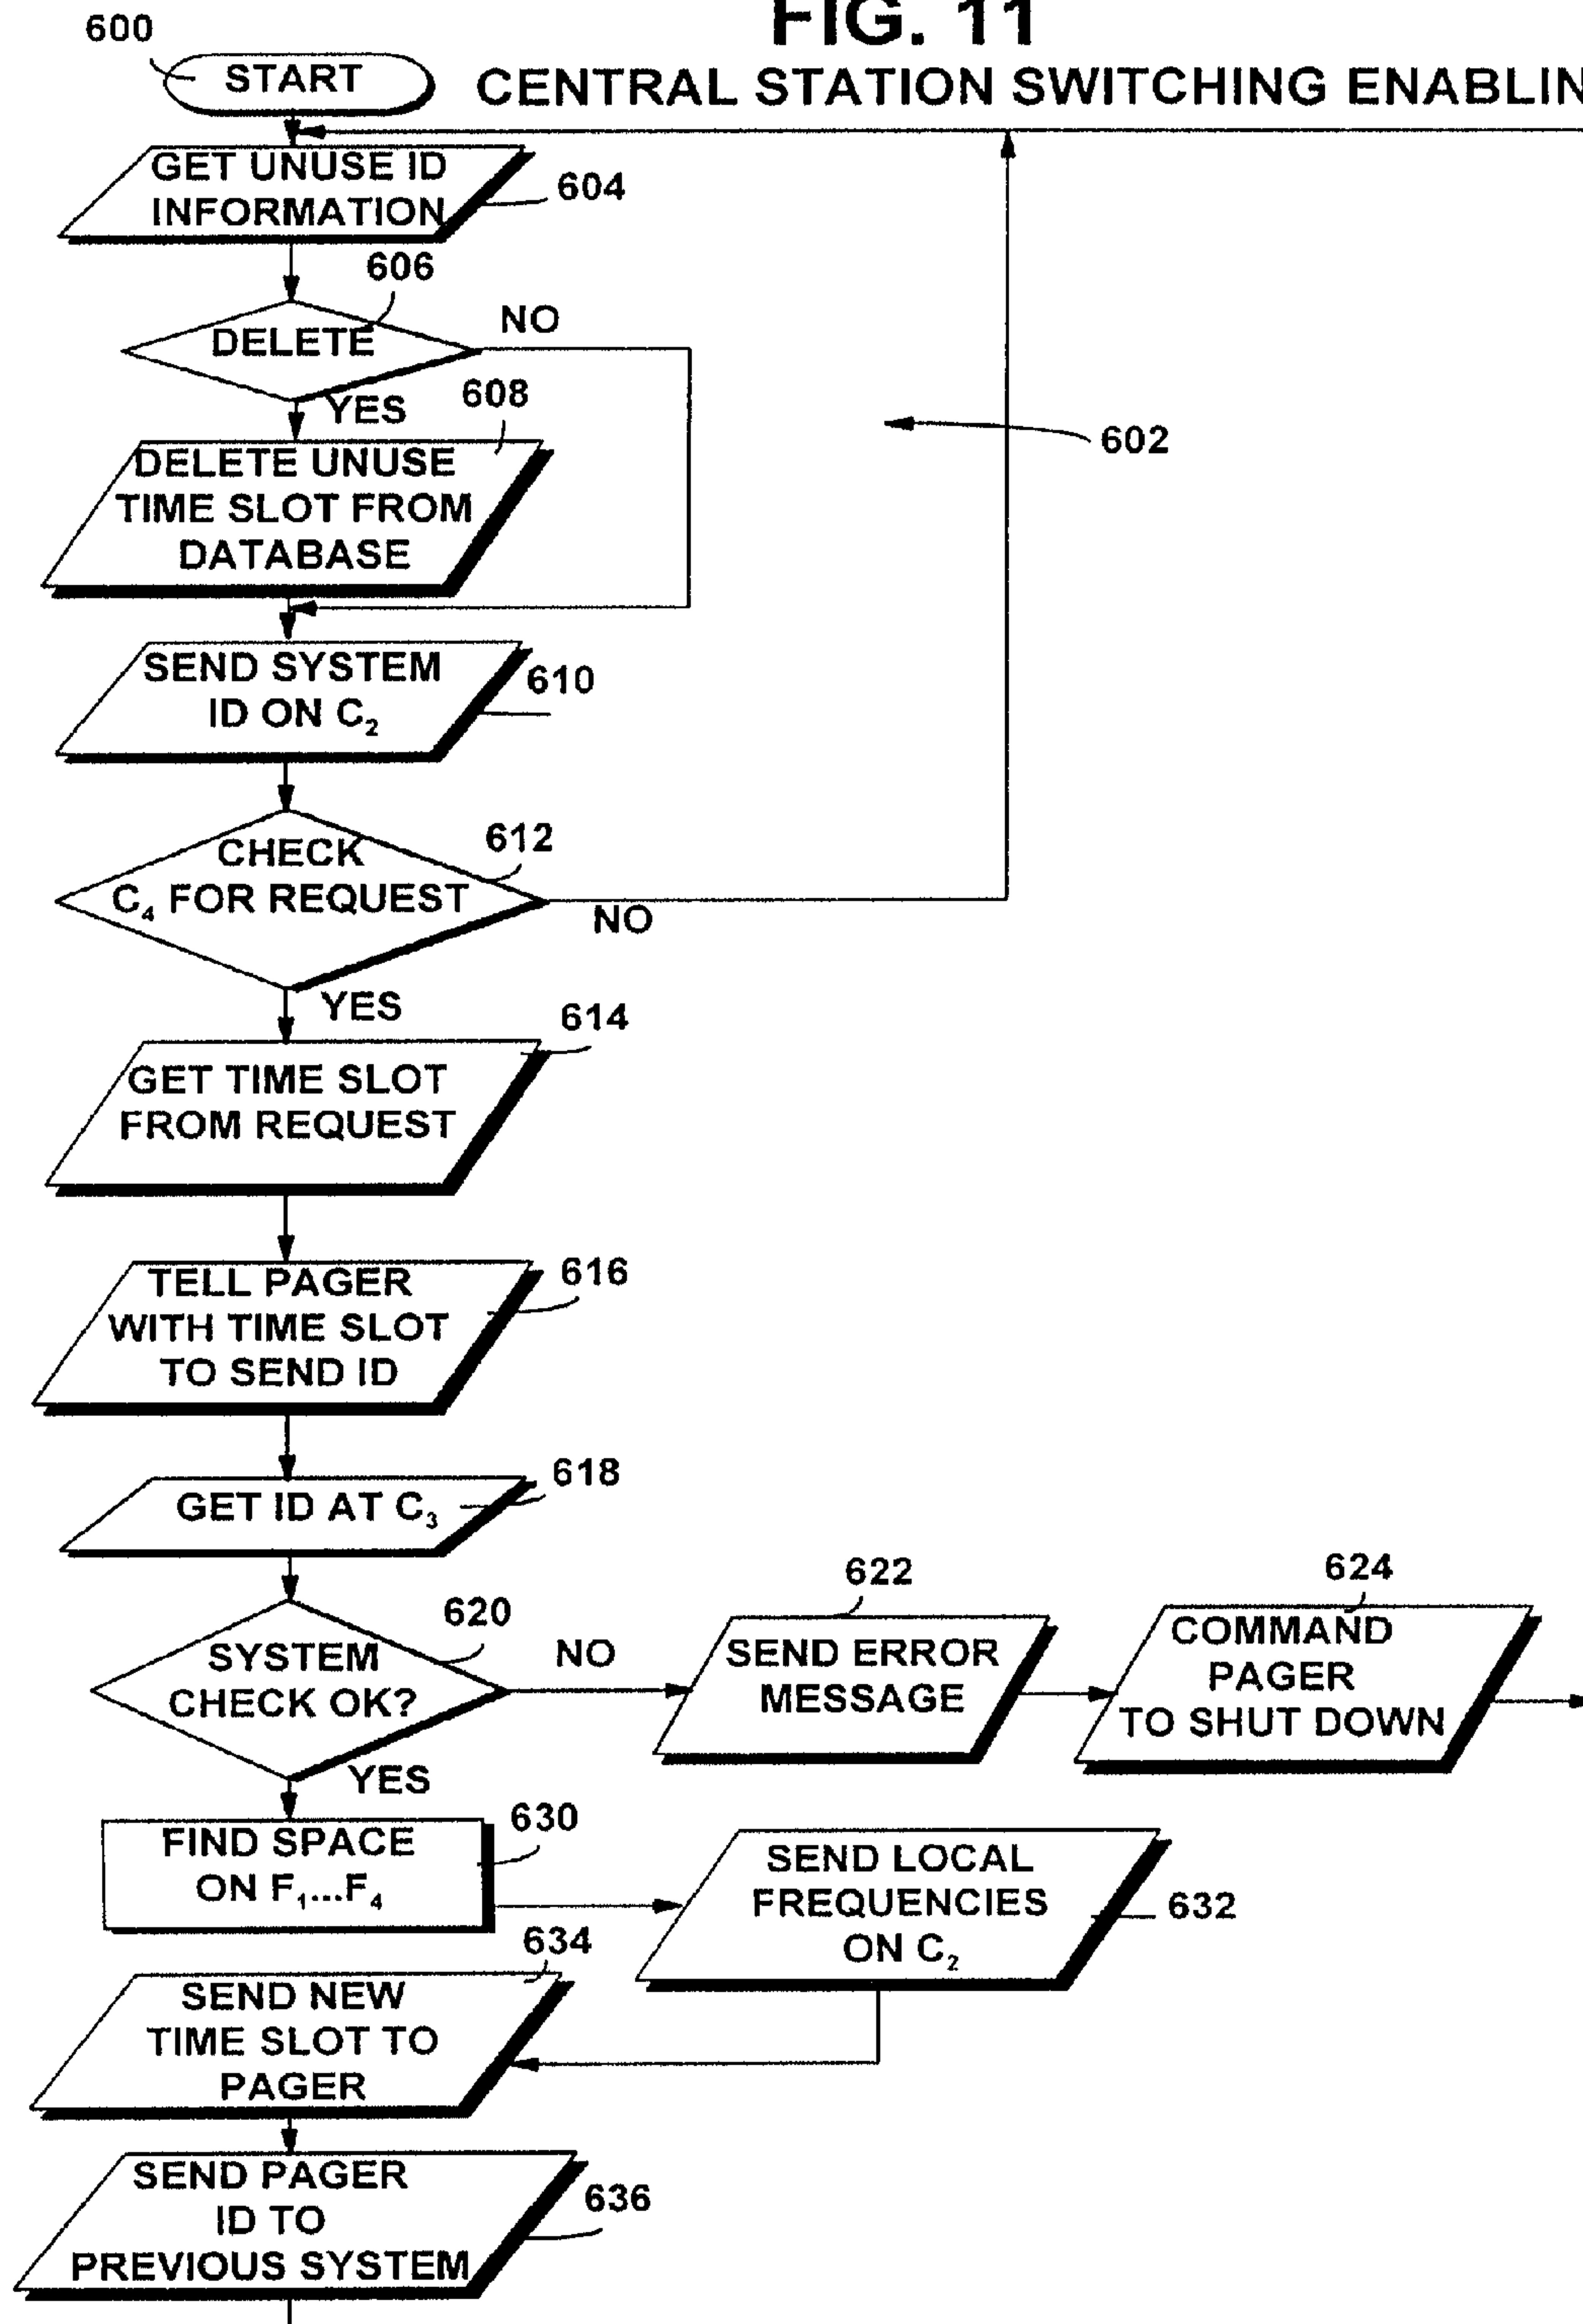 FIG. 11
CENTRAL STATION SWITCHING ENABLIN
600
START
GET UNUSE ID
INFORMATION
604
606
DELETE
NO
YES
602
608
DELETE UNUSE
TIME SLOT FROM
DATABASE
SEND SYSTEM
ID ON C₂
610
CHECK
C₄ FOR REQUEST
612
NO
YES
614
GET TIME SLOT
FROM REQUEST
TELL PAGER
WITH TIME SLOT
TO SEND ID
616
GET ID AT C₃
618
620
SYSTEM
CHECK OK?
NO
YES
622
SEND ERROR
MESSAGE
624
COMMAND
PAGER
TO SHUT DOWN
FIND SPACE
ON F₁...F₄
630
SEND LOCAL
FREQUENCIES
ON C₂
632
634
SEND NEW
TIME SLOT TO
PAGER
SEND PAGER
ID TO
PREVIOUS SYSTEM
636